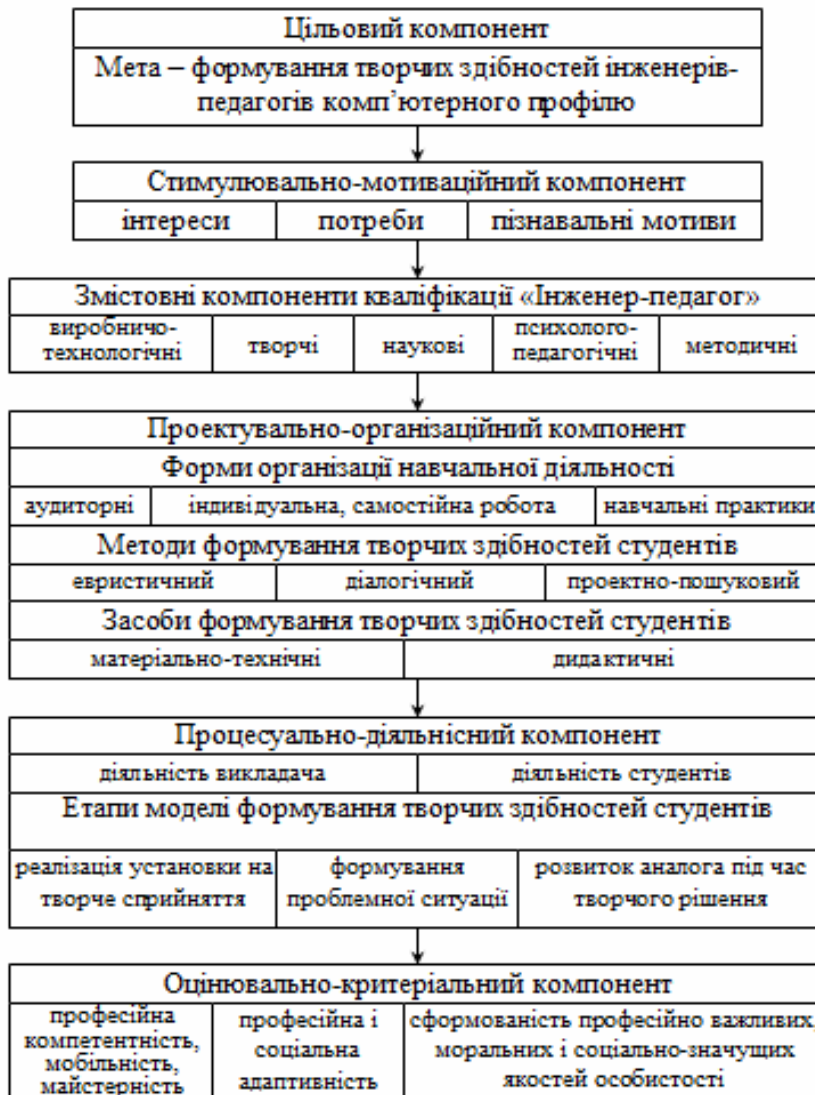 Цільовий компонент
Мета – формування творчих здібностей інженерів-
педагогів комп’ютерного профілю
Стимулювально-мотиваційний компонент
інтереси потреби пізнавальні мотиви
Змістовні компоненти кваліфікації «Інженер-педагог»
виробничо-
технологічні
творчі
наукові
психолого-
педагогічні
методичні
Проектувально-організаційний компонент
Форми організації навчальної діяльності
аудиторні індивідуальна, самостійна робота навчальні практики
Методи формування творчих здібностей студентів
евристичний діалогічний проектно-пошуковий
Засоби формування творчих здібностей студентів
матеріально-технічні дидактичні
Процесуально-діяльнісний компонент
діяльність викладача діяльність студентів
Етапи моделі формування творчих здібностей студентів
реалізація установки на
творче сприйняття
формування
проблемної ситуації
розвиток аналога під час
творчого рішення
Оцінювально-критеріальний компонент
професійна
компетентність,
мобільність,
майстерність
професійна і
соціальна
адаптивність
сформованість професійно важливих,
моральних і соціально-значущих
якостей особистості